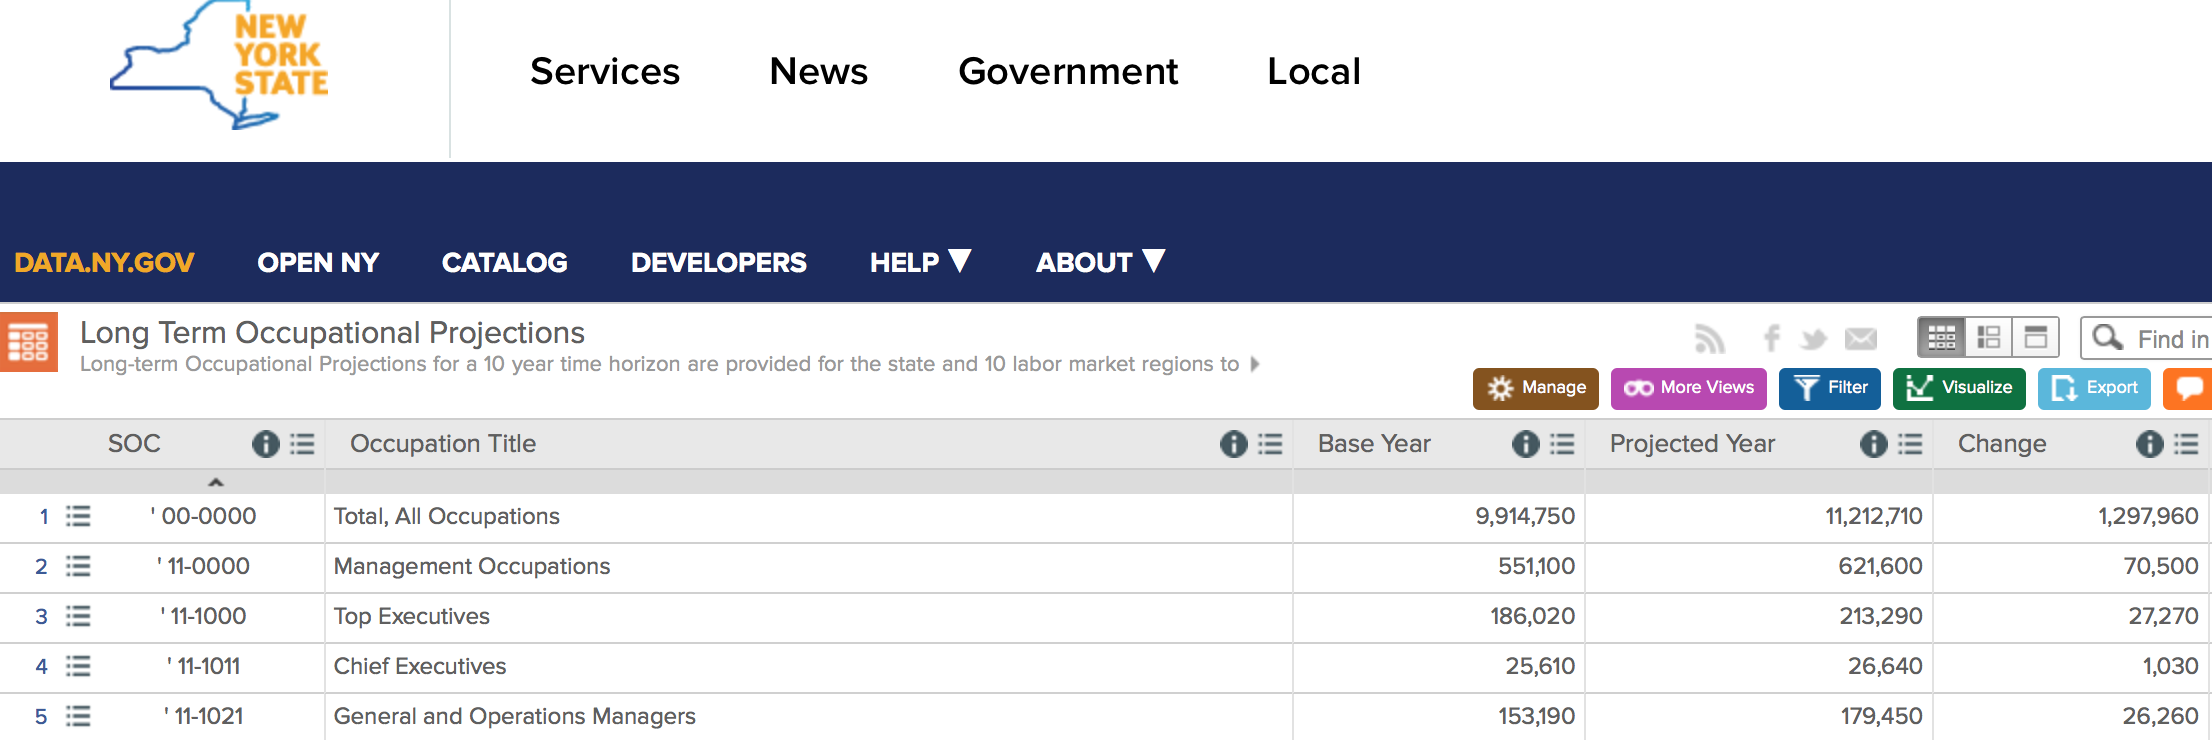 NEW
YORK
STATE
Services News Government Local
DATA.NY.GOV OPEN NY CATALOG DEVELOPERS HELP ▼ ABOUT ▼
Long Term Occupational Projections
Long-term Occupational Projections for a 10 year time horizon are provided for the state and 10 labor market regions to
Find in
Manage More Views Filter Visualize Export
SOC Occupation Title Base Year Projected Year Change
1 ' 00-0000 Total, All Occupations 9,914,750 11,212,710 1,297,960
2 ' 11-0000 Management Occupations 551,100 621,600 70,500
3 ' 11-1000 Top Executives 186,020 213,290 27,270
4 ' 11-1011 Chief Executives 25,610 26,640 1,030
5 ' 11-1021 General and Operations Managers 153,190 179,450 26,260